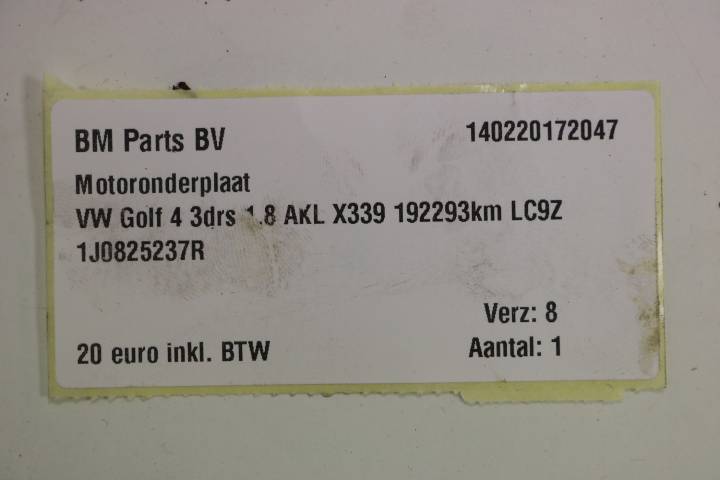 BM Parts BV
140220172047
Motoronderplaat
VW Golf 4 3drs 1.8 AKL X339 192293km LC9Z
1J0825237R
Verz: 8
20 euro inkl. BTW
Aantal: 1